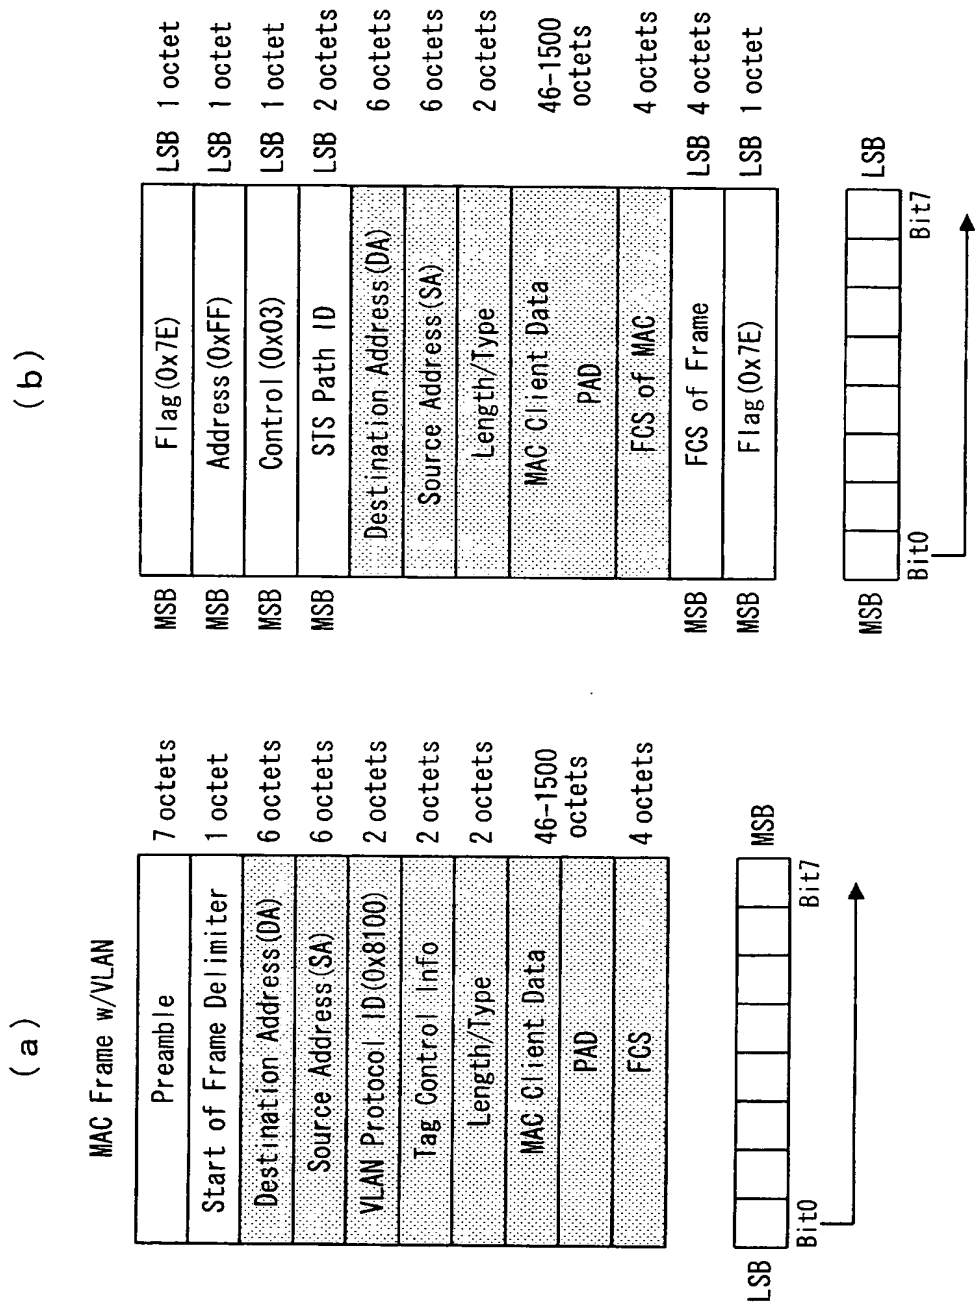 (a)
MAC Frame w/VLAN
Preamble 7 octets
Start of Frame Delimiter 1 octet
Destination Address(DA) 6 octets
Source Address(SA) 6 octets
VLAN Protocol ID(0x8100) 2 octets
Tag Control Info 2 octets
Length/Type 2 octets
MAC Client Data 46-1500
octets
PAD
FCS 4 octets
LSB MSB
Bit0 Bit7
(b)
MSB Flag(0x7E) LSB 1 octet
MSB Address(0xFF) LSB 1 octet
MSB Control(0x03) LSB 1 octet
MSB STS Path ID LSB 2 octets
Destination Address(DA) 6 octets
Source Address(SA) 6 octets
Length/Type 2 octets
MAC Client Data 46-1500
PAD octets
FCS of MAC 4 octets
MSB FCS of Frame LSB 4 octets
MSB Flag(0x7E) LSB 1 octet
MSB LSB
Bit0 Bit7